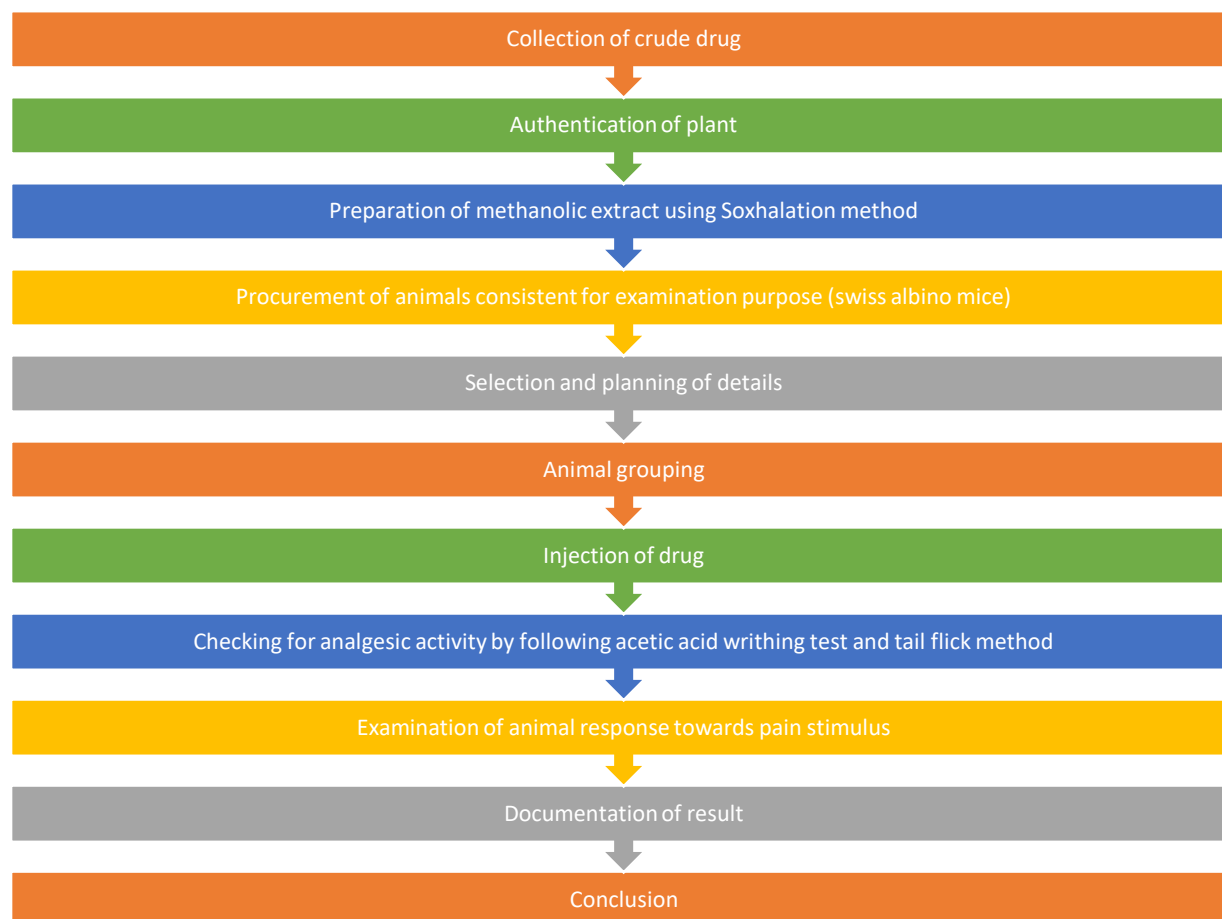 Collection of crude drug
Authentication of plant
Preparation of methanolic extract using Soxhalation method
Procurement of animals consistent for examination purpose (swiss albino mice)
Selection and planning of details
Animal grouping
Injection of drug
Checking for analgesic activity by following acetic acid writhing test and tail flick method
Examination of animal response towards pain stimulus
Documentation of result
Conclusion